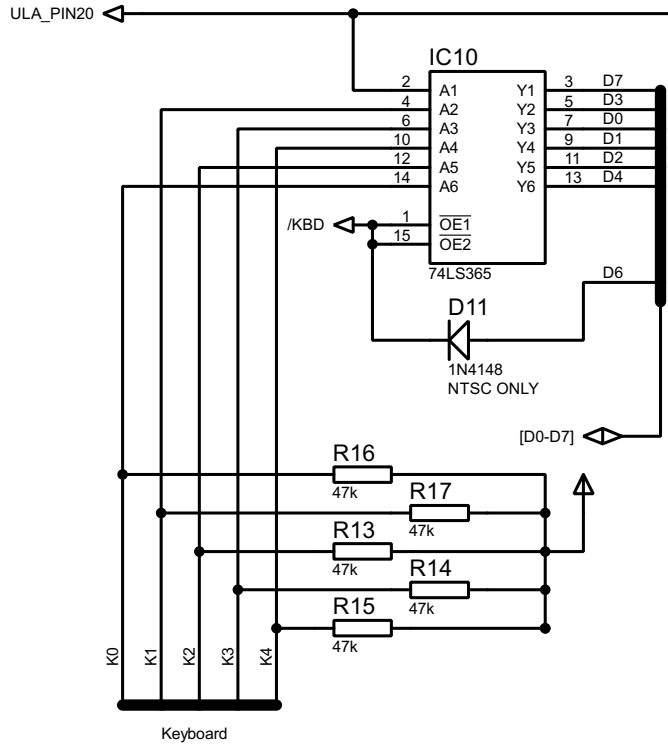 ULA_PIN20
IC10
2 A1 Y1 3 D7
4 A2 Y2 5 D3
6 A3 Y3 7 D0
10 A4 Y4 9 D1
12 A5 Y5 11 D2
14 A6 Y6 13 D4
/KBD 1 OE1
15 OE2
74LS365
D6
D11
1N4148
NTSC ONLY
[D0-D7]
R16
47k
R17
47k
R13
47k
R14
47k
R15
47k
K0 K1 K2 K3 K4
Keyboard